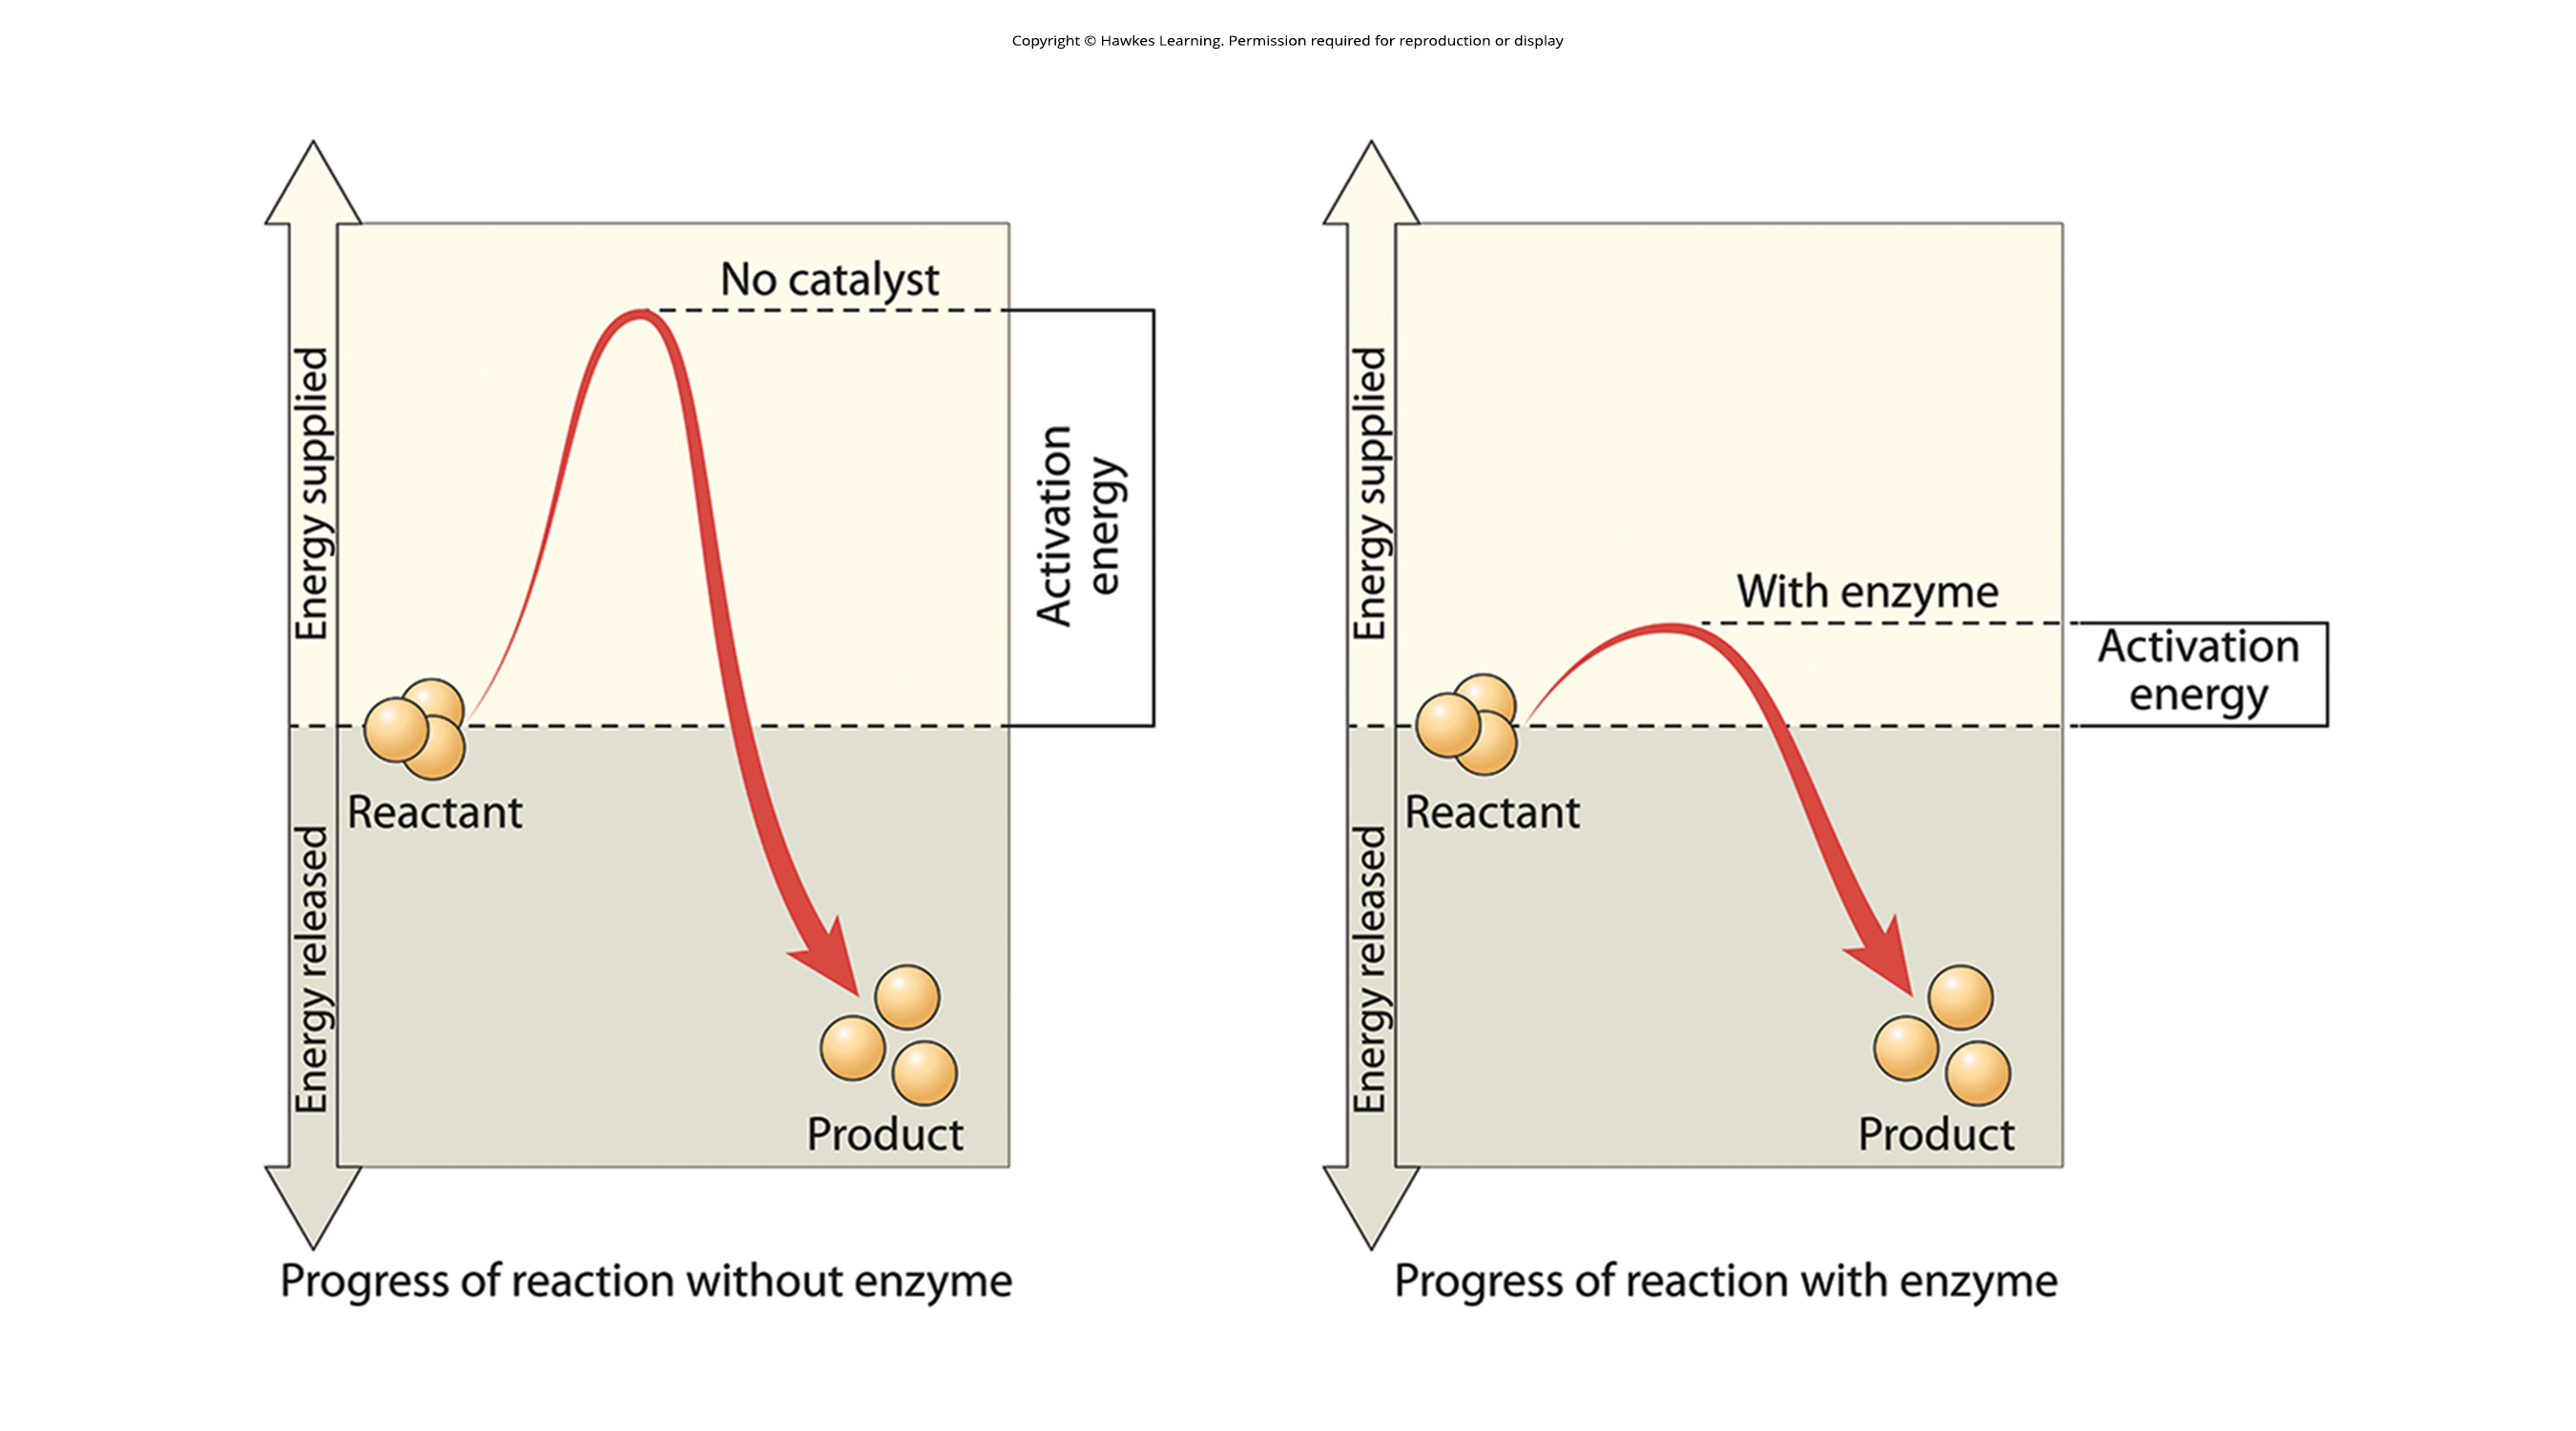 Copyright © Hawkes Learning. Permission required for reproduction or display
No catalyst
Energy supplied
Activation
energy
Reactant
Energy released
Product
Progress of reaction without enzyme
With enzyme
Energy supplied
Activation
energy
Reactant
Energy released
Product
Progress of reaction with enzyme